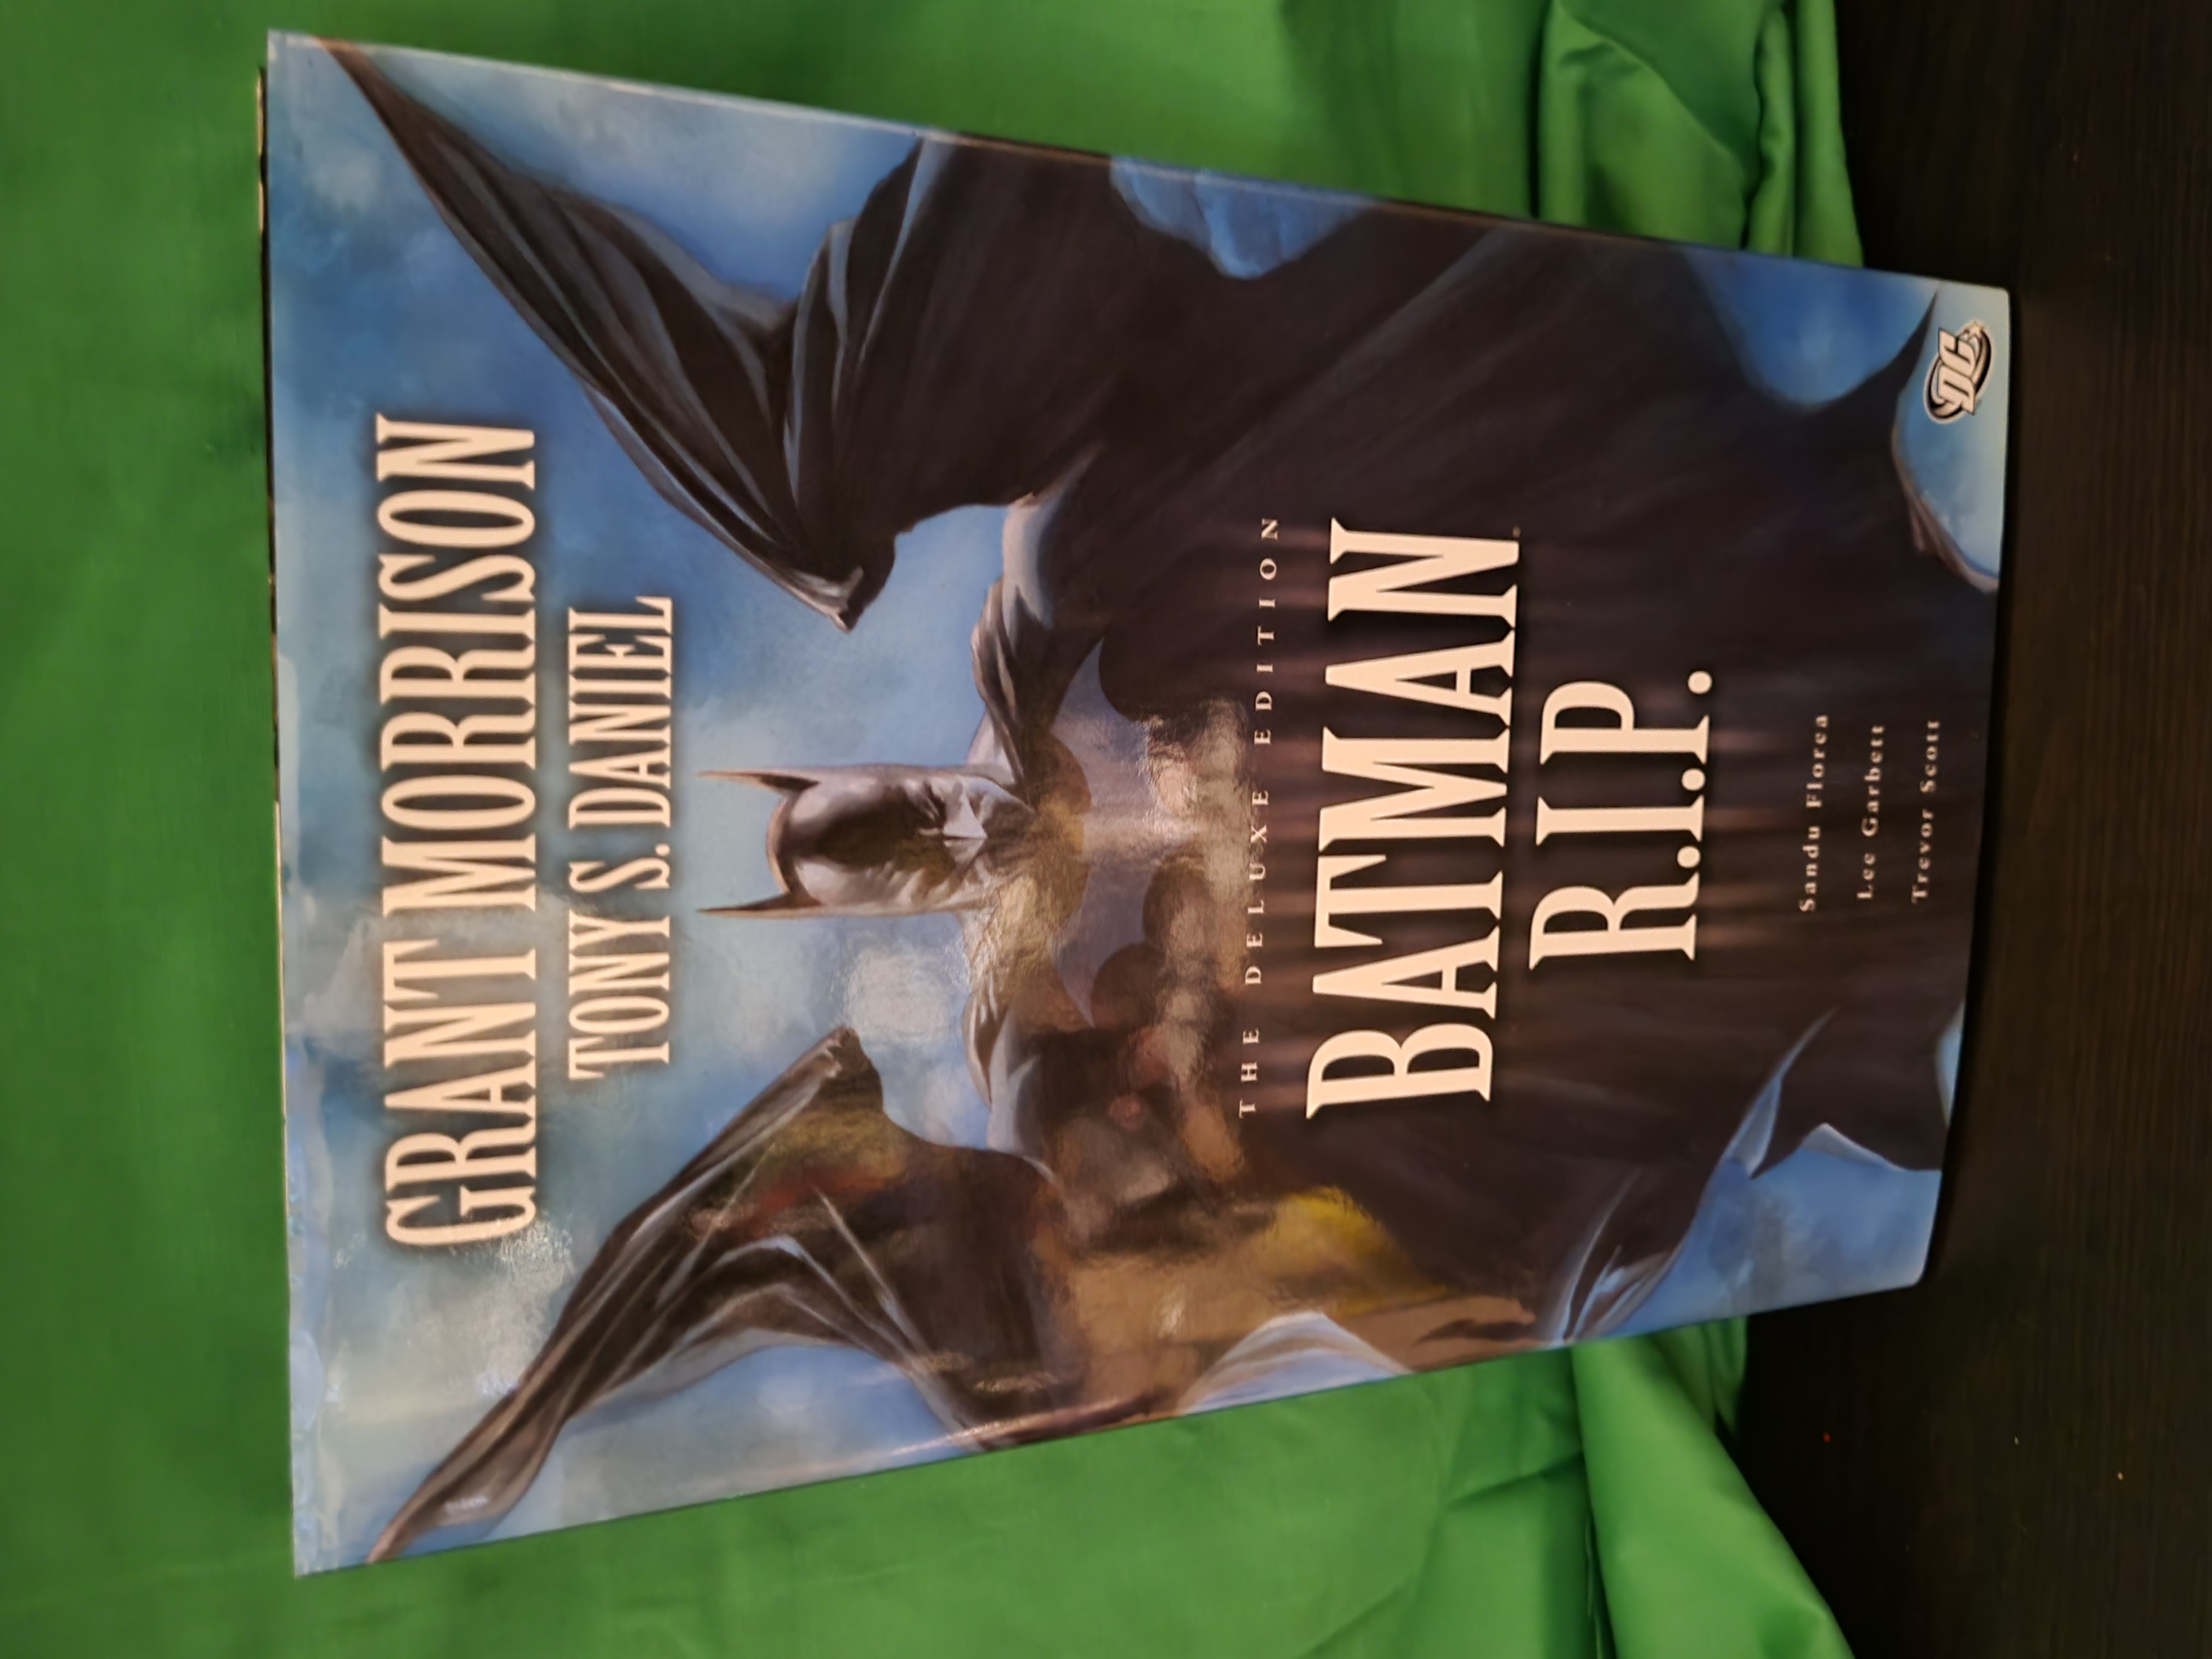 GRANT MORRISON
TONY S. DANIEL
THE DELUXE EDITION
BATMAN
R.I.P.
Sandu Florea
Lee Garbett
Trevor Scott
DC